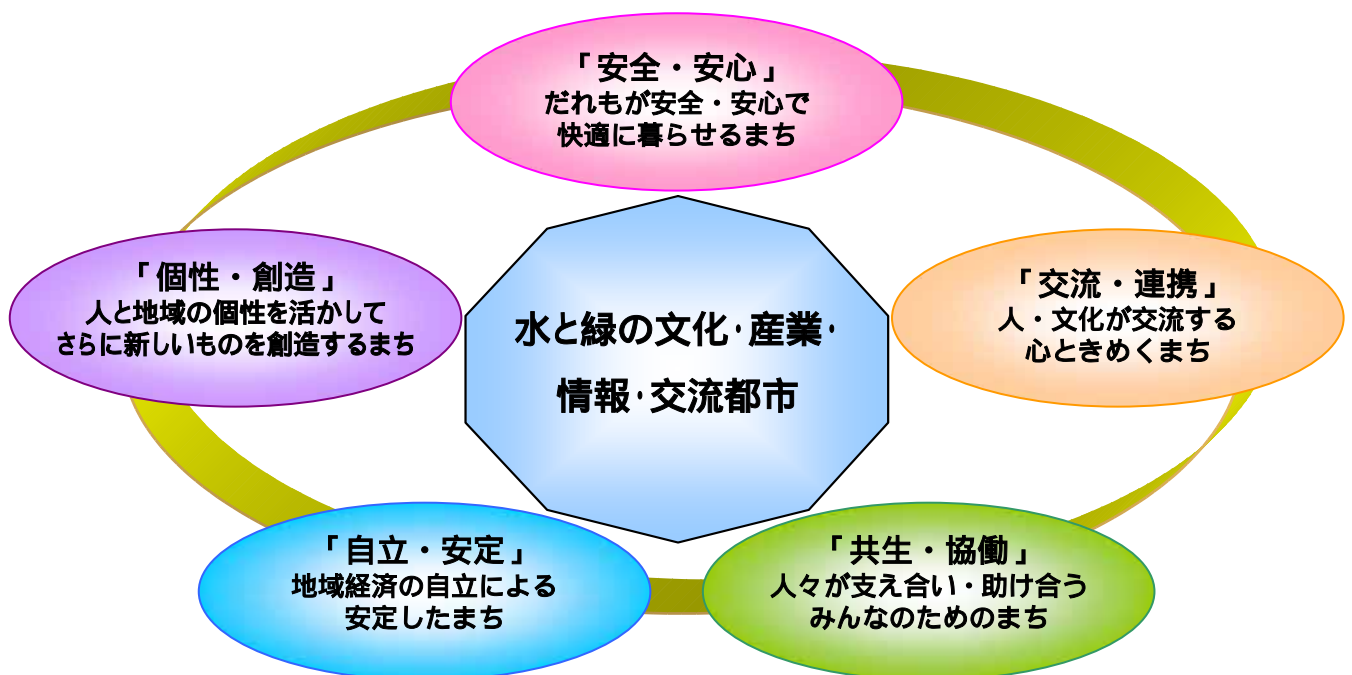 「安全・安心」
だれもが安全・安心で
快適に暮らせるまち
「個性・創造」
人と地域の個性を活かして
さらに新しいものを創造するまち
水と緑の文化・産業・
情報・交流都市
「交流・連携」
人・文化が交流する
心ときめくまち
「自立・安定」
地域経済の自立による
安定したまち
「共生・協働」
人々が支え合い・助け合う
みんなのためのまち